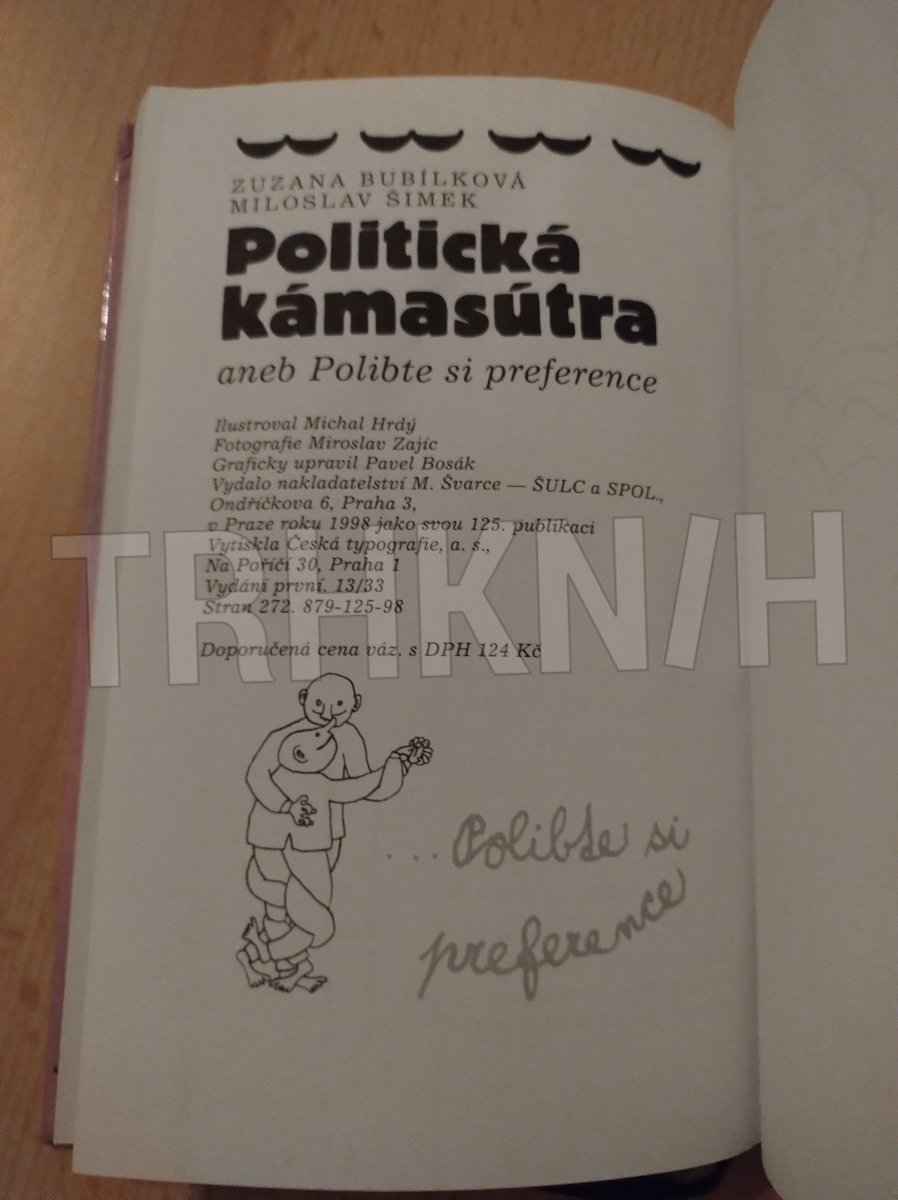 ZUZANA BUBÍLKOVÁ
MILOSLAV ŠIMEK
Politická
kámasútra
aneb Polibte si preference
Ilustroval Michal Hrdý
Fotografie Miroslav Zajíc
Graficky upravil Pavel Bosák
Vydalo nakladatelství M. Švarce — ŠULC a SPOL.,
Ondříčkova 6, Praha 3,
v Praze roku 1998 jako svou 125. publikaci
Vytiskla Česká typografie, a. s.,
Na Poříčí 30, Praha 1
Vydání první. 13/33
Stran 272. 879-125-98
Doporučená cena váz. s DPH 124 Kč
TRHKNIH
... Polibte si
preference